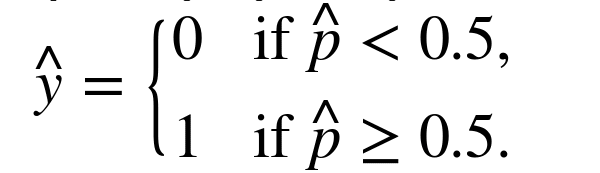 0 if p̂ < 0.5,
ŷ = {
1 if p̂ ≥ 0.5.